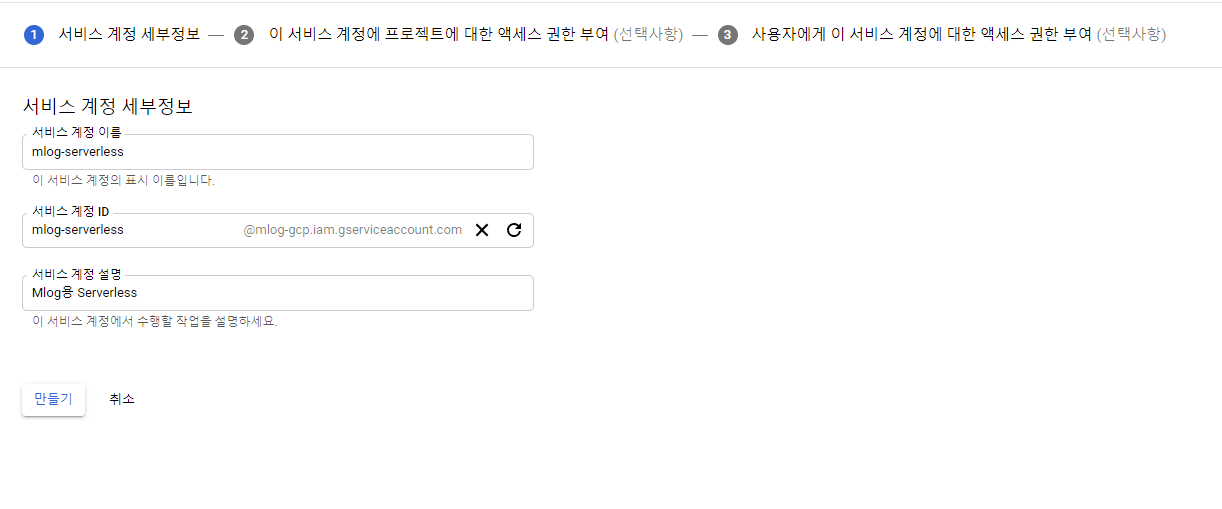 1 서비스 계정 세부정보 — 2 이 서비스 계정에 프로젝트에 대한 액세스 권한 부여 (선택사항) — 3 사용자에게 이 서비스 계정에 대한 액세스 권한 부여 (선택사항)
서비스 계정 세부정보
서비스 계정 이름
mlog-serverless
이 서비스 계정의 표시 이름입니다.
서비스 계정 ID
mlog-serverless @mlog-gcp.iam.gserviceaccount.com
서비스 계정 설명
Mlog용 Serverless
이 서비스 계정에서 수행할 작업을 설명하세요.
만들기 취소